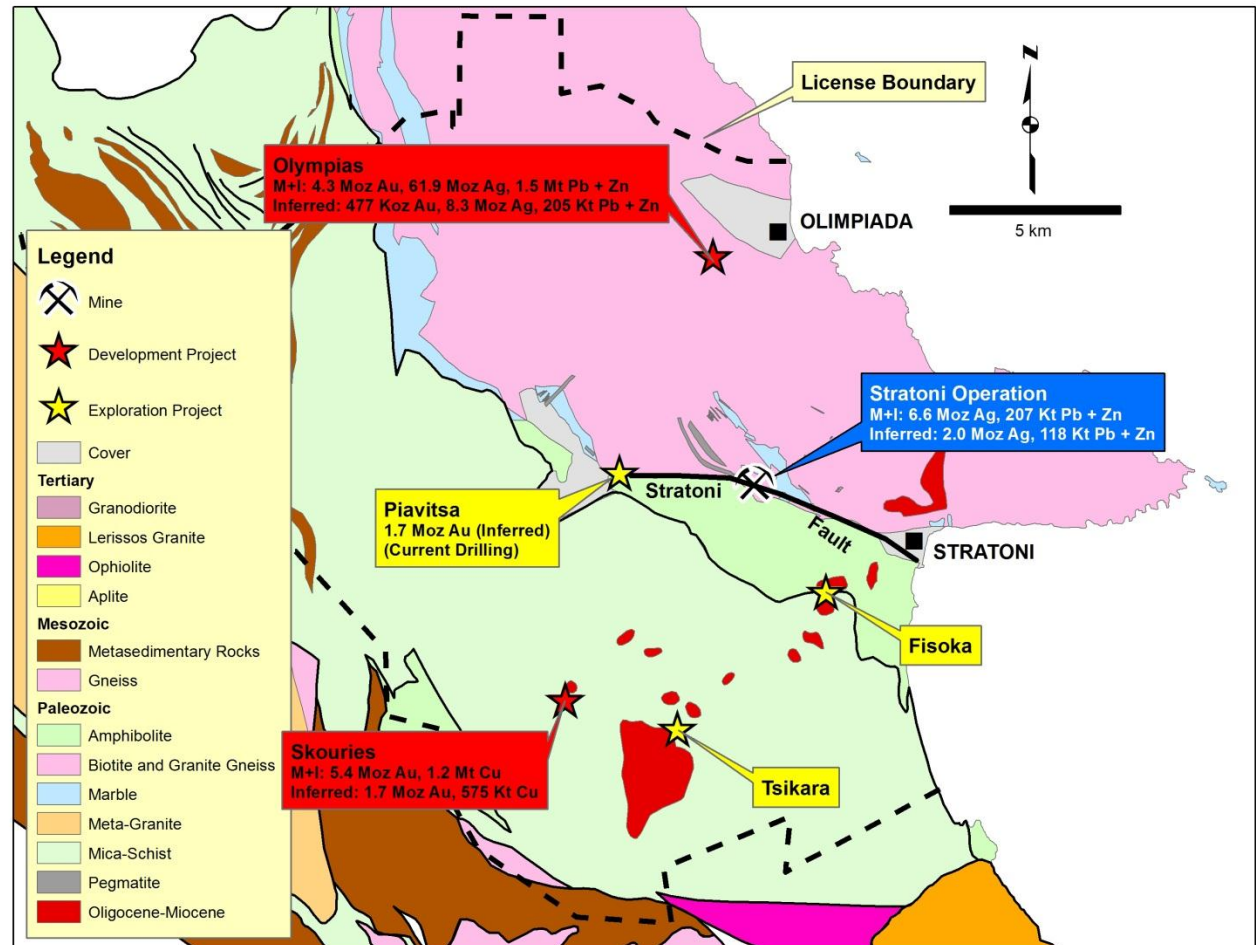 License Boundary
N
5 km
Olympias
M+I: 4.3 Moz Au, 61.9 Moz Ag, 1.5 Mt Pb + Zn
Inferred: 477 Koz Au, 8.3 Moz Ag, 205 Kt Pb + Zn
OLIMPIADA
Legend
Mine
Development Project
Exploration Project
Cover
Tertiary
Granodiorite
Lerissos Granite
Ophiolite
Aplite
Mesozoic
Metasedimentary Rocks
Gneiss
Paleozoic
Amphibolite
Biotite and Granite Gneiss
Marble
Meta-Granite
Mica-Schist
Pegmatite
Oligocene-Miocene
Stratoni Operation
M+I: 6.6 Moz Ag, 207 Kt Pb + Zn
Inferred: 2.0 Moz Ag, 118 Kt Pb + Zn
Piavitsa
1.7 Moz Au (Inferred)
(Current Drilling)
Stratoni
Fault
STRATONI
Fisoka
Skouries
M+I: 5.4 Moz Au, 1.2 Mt Cu
Inferred: 1.7 Moz Au, 575 Kt Cu
Tsikara